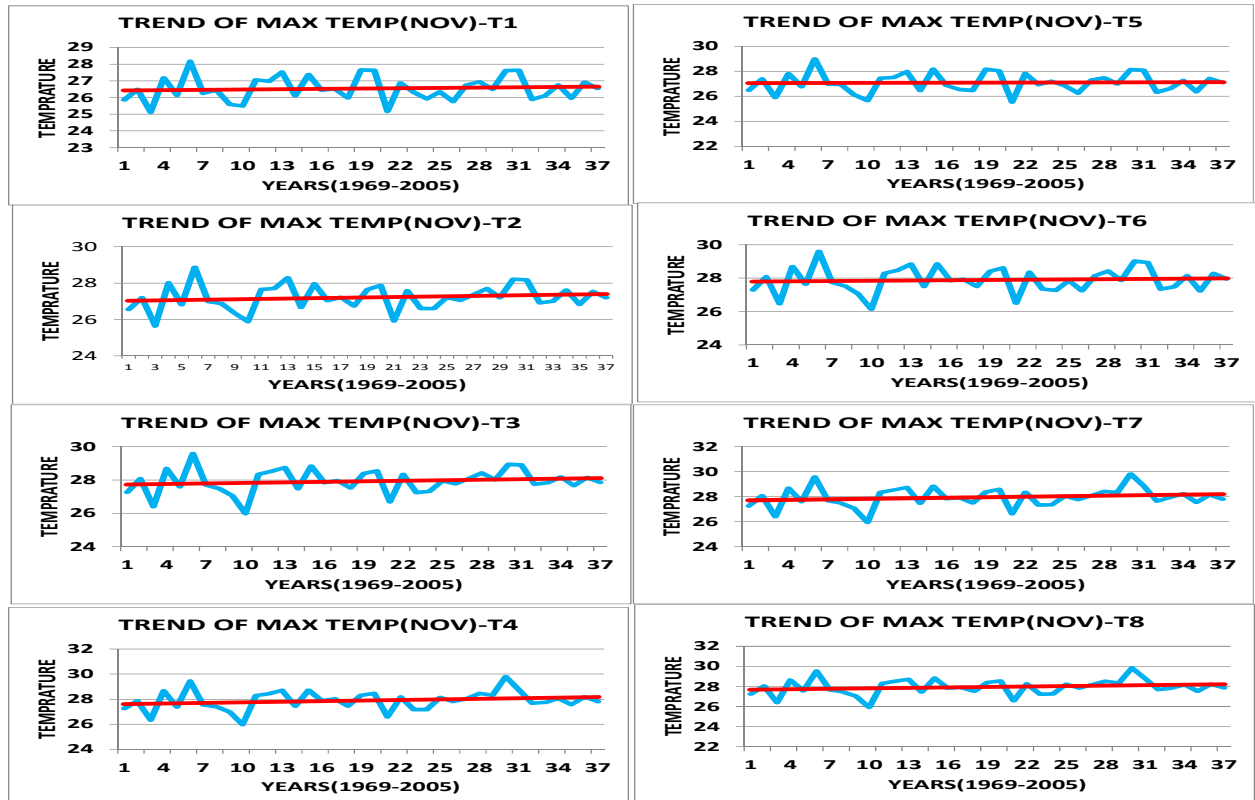 TREND OF MAX TEMP(NOV)-T1
TEMPRATURE
29
28
27
26
25
24
23
1 4 7 10 13 16 19 22 25 28 31 34 37
YEARS(1969-2005)
TREND OF MAX TEMP(NOV)-T5
TEMPRATURE
30
28
26
24
22
1 4 7 10 13 16 19 22 25 28 31 34 37
YEARS(1969-2005)
TREND OF MAX TEMP(NOV)-T2
TEMPRATURE
30
28
26
24
1 3 5 7 9 11 13 15 17 19 21 23 25 27 29 31 33 35 37
YEARS(1969-2005)
TREND OF MAX TEMP(NOV)-T6
TEMPRATURE
30
28
26
24
1 4 7 10 13 16 19 22 25 28 31 34 37
YEARS(1969-2005)
TREND OF MAX TEMP(NOV)-T3
TEMPRATURE
30
28
26
24
1 4 7 10 13 16 19 22 25 28 31 34 37
YEARS(1969-2005)
TREND OF MAX TEMP(NOV)-T7
TEMPRATURE
32
30
28
26
24
1 4 7 10 13 16 19 22 25 28 31 34 37
YEARS(1969-2005)
TREND OF MAX TEMP(NOV)-T4
TEMPRATURE
32
30
28
26
24
1 4 7 10 13 16 19 22 25 28 31 34 37
YEARS(1969-2005)
TREND OF MAX TEMP(NOV)-T8
TEMPRATURE
32
30
28
26
24
22
1 4 7 10 13 16 19 22 25 28 31 34 37
YEARS(1969-2005)